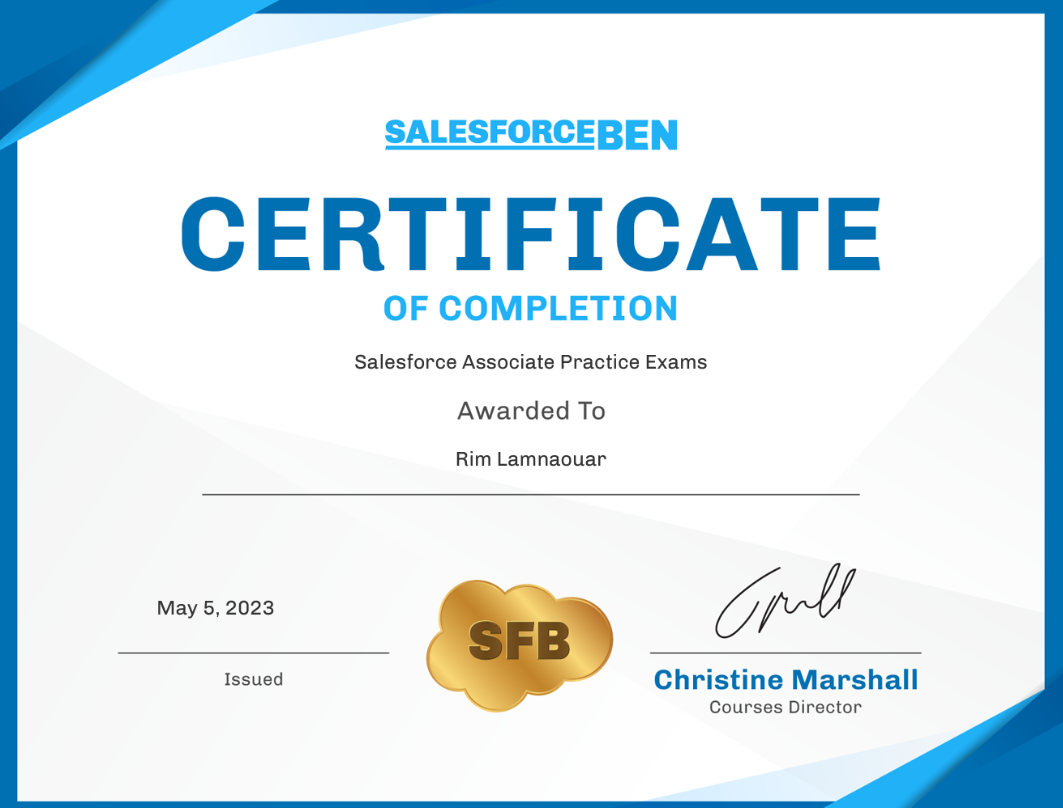 SALESFORCEBEN
CERTIFICATE
OF COMPLETION
Salesforce Associate Practice Exams
Awarded To
Rim Lamnaouar
May 5, 2023
Issued
SFB
Christine Marshall
Courses Director